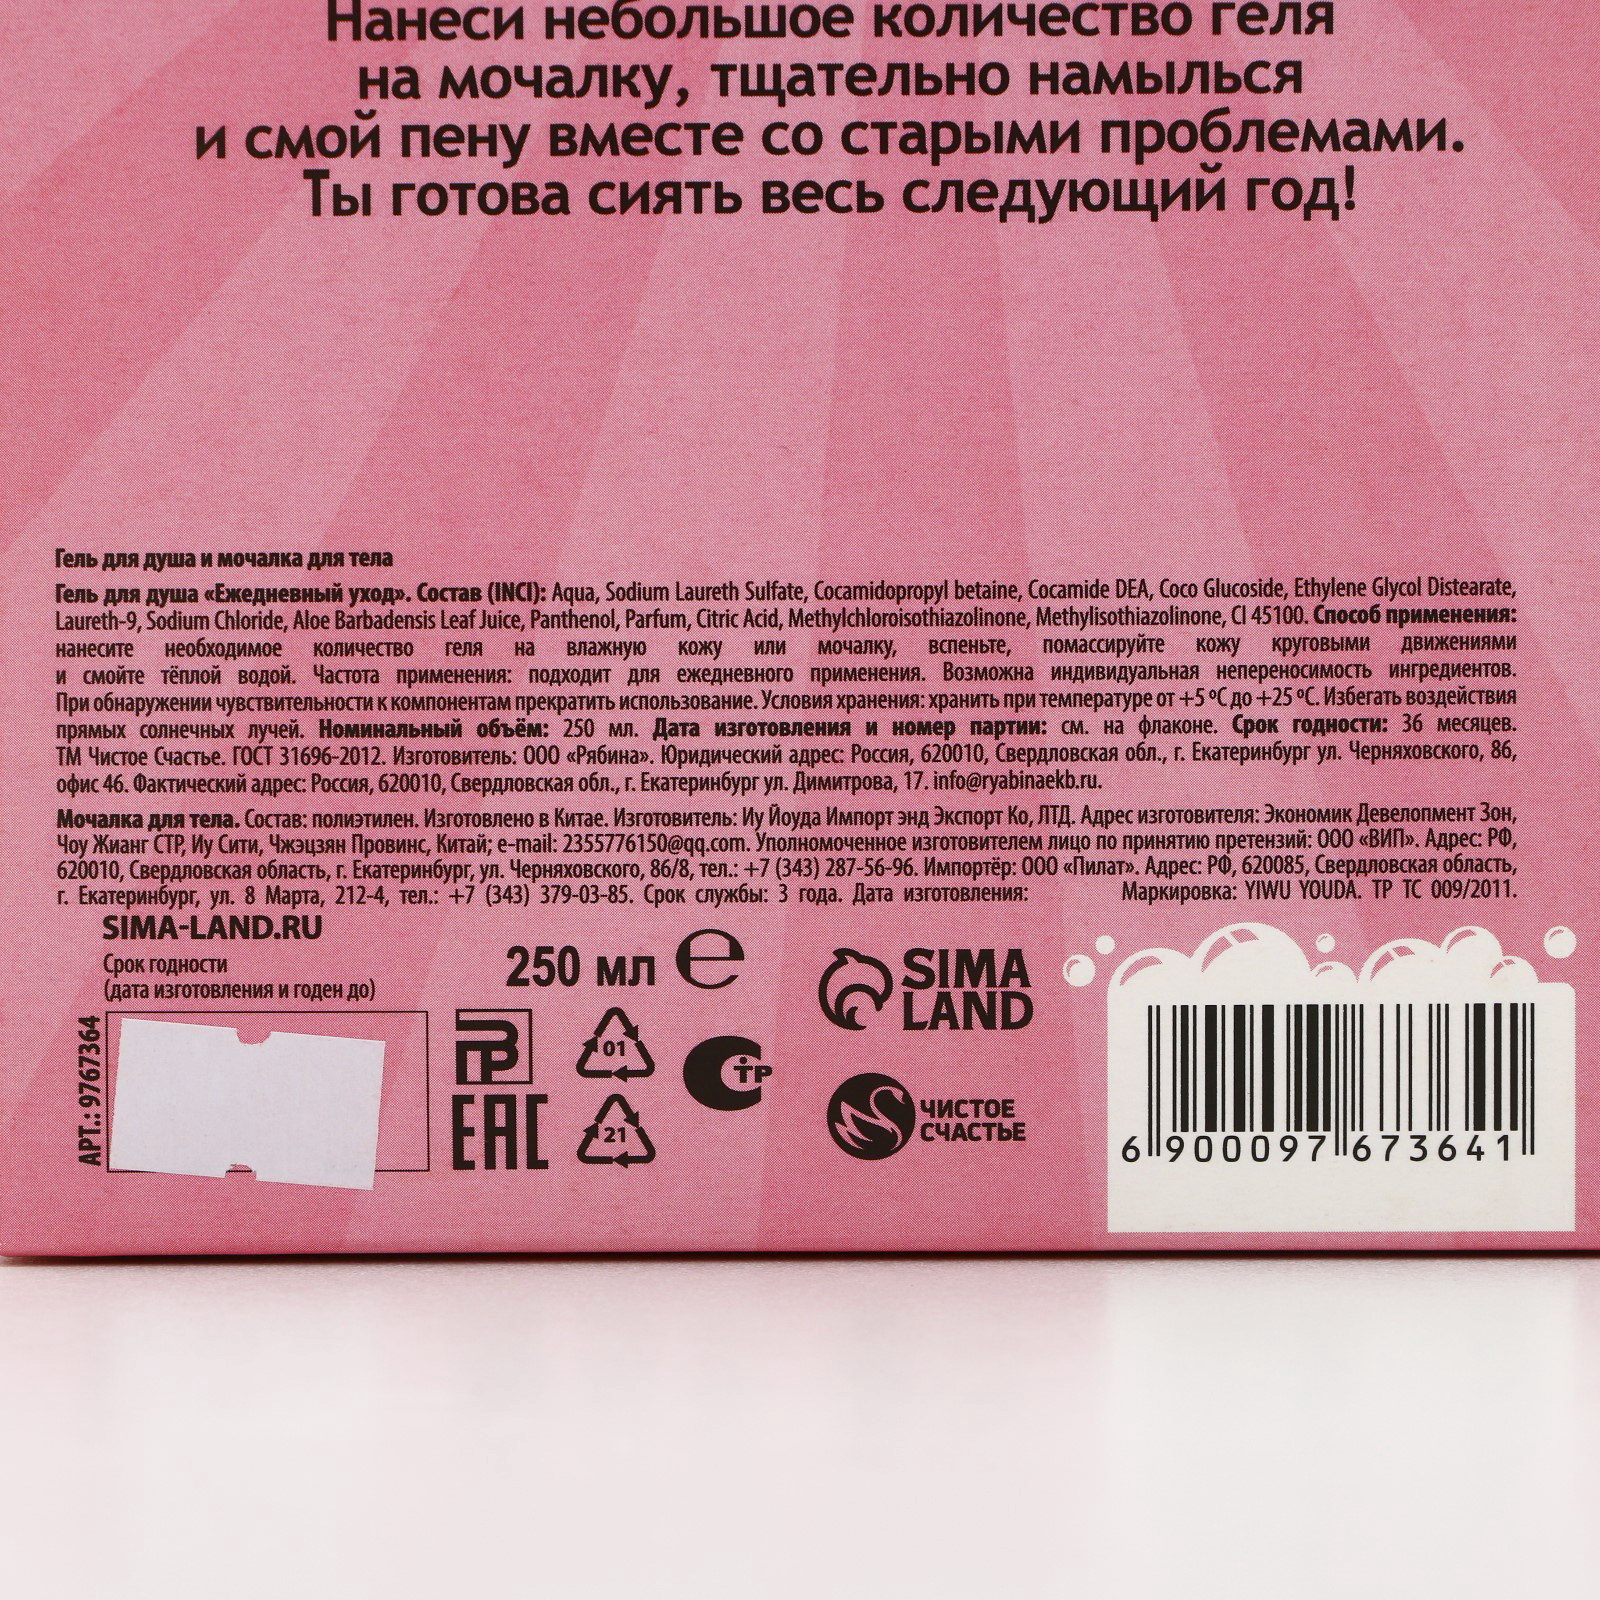 Нанеси небольшое количество геля
на мочалку, тщательно намылься
и смой пену вместе со старыми проблемами.
Ты готова сиять весь следующий год!
Гель для душа и мочалка для тела
Гель для душа «Ежедневный уход». Состав (INCI): Aqua, Sodium Laureth Sulfate, Cocamidopropyl betaine, Cocamide DEA, Coco Glucoside, Ethylene Glycol Distearate,
Laureth-9, Sodium Chloride, Aloe Barbadensis Leaf Juice, Panthenol, Parfum, Citric Acid, Methylchloroisothiazolinone, Methylisothiazolinone, CI 45100. Способ применения:
нанесите необходимое количество геля на влажную кожу или мочалку, вспеньте, помассируйте кожу круговыми движениями
и смойте тёплой водой. Частота применения: подходит для ежедневного применения. Возможна индивидуальная непереносимость ингредиентов.
При обнаружении чувствительности к компонентам прекратить использование. Условия хранения: хранить при температуре от +5 ºС до +25 ºС. Избегать воздействия
прямых солнечных лучей. Номинальный объём: 250 мл. Дата изготовления и номер партии: см. на флаконе. Срок годности: 36 месяцев.
ТМ Чистое Счастье. ГОСТ 31696-2012. Изготовитель: ООО «Рябина». Юридический адрес: Россия, 620010, Свердловская обл., г. Екатеринбург ул. Черняховского, 86,
офис 46. Фактический адрес: Россия, 620010, Свердловская обл., г. Екатеринбург ул. Димитрова, 17. info@ryabinaekb.ru.
Мочалка для тела. Состав: полиэтилен. Изготовлено в Китае. Изготовитель: Иу Йоуда Импорт энд Экспорт Ко, ЛТД. Адрес изготовителя: Экономик Девелопмент Зон,
Чоу Жианг СТР, Иу Сити, Чжэцзян Провинс, Китай; e-mail: 2355776150@qq.com. Уполномоченное изготовителем лицо по принятию претензий: ООО «ВИП». Адрес: РФ,
620010, Свердловская область, г. Екатеринбург, ул. Черняховского, 86/8, тел.: +7 (343) 287-56-96. Импортёр: ООО «Пилат». Адрес: РФ, 620085, Свердловская область,
г. Екатеринбург, ул. 8 Марта, 212-4, тел.: +7 (343) 379-03-85. Срок службы: 3 года. Дата изготовления: Маркировка: YIWU YOUDA. ТР ТС 009/2011.
SIMA-LAND.RU
Срок годности
(дата изготовления и годен до)
АРТ.: 9767364
250 мл ℮
РГР
ЕАС
01
21
СТР
SIMA
LAND
ЧИСТОЕ
СЧАСТЬЕ
6 900097 673641